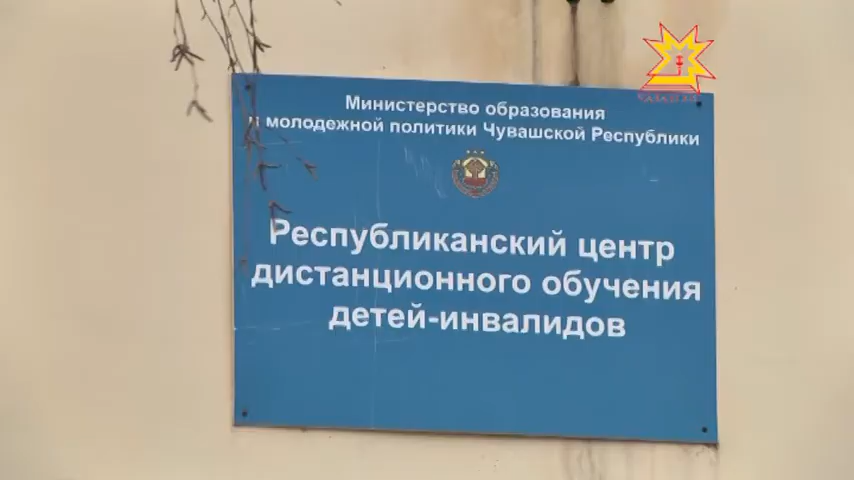 Министерство образования
и молодежной политики Чувашской Республики
Республиканский центр
дистанционного обучения
детей-инвалидов